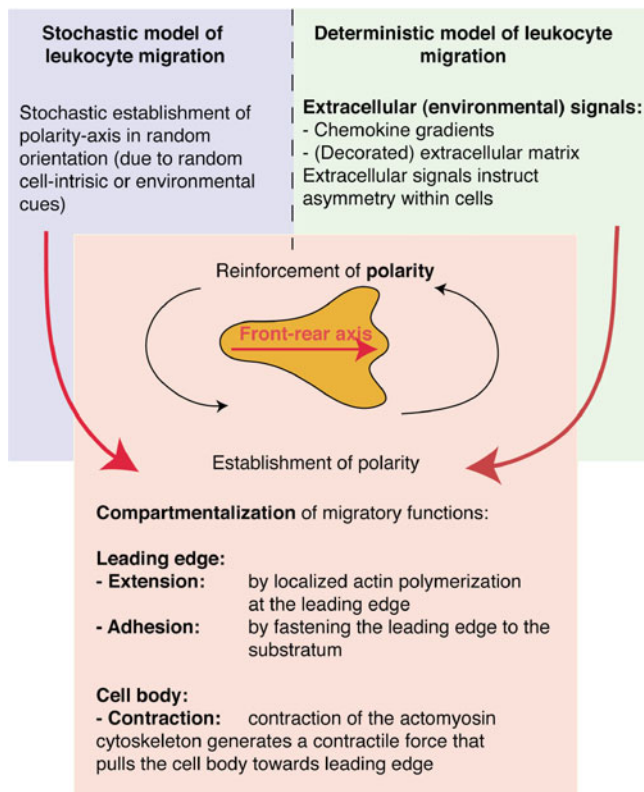 Stochastic model of
leukocyte migration
Stochastic establishment of
polarity-axis in random
orientation (due to random
cell-intrisic or environmental
cues)
Deterministic model of leukocyte
migration
Extracellular (environmental) signals:
- Chemokine gradients
- (Decorated) extracellular matrix
Extracellular signals instruct
asymmetry within cells
Reinforcement of polarity
Front-rear axis
Establishment of polarity
Compartmentalization of migratory functions:
Leading edge:
- Extension: by localized actin polymerization
at the leading edge
- Adhesion: by fastening the leading edge to the
substratum
Cell body:
- Contraction: contraction of the actomyosin
cytoskeleton generates a contractile force that
pulls the cell body towards leading edge